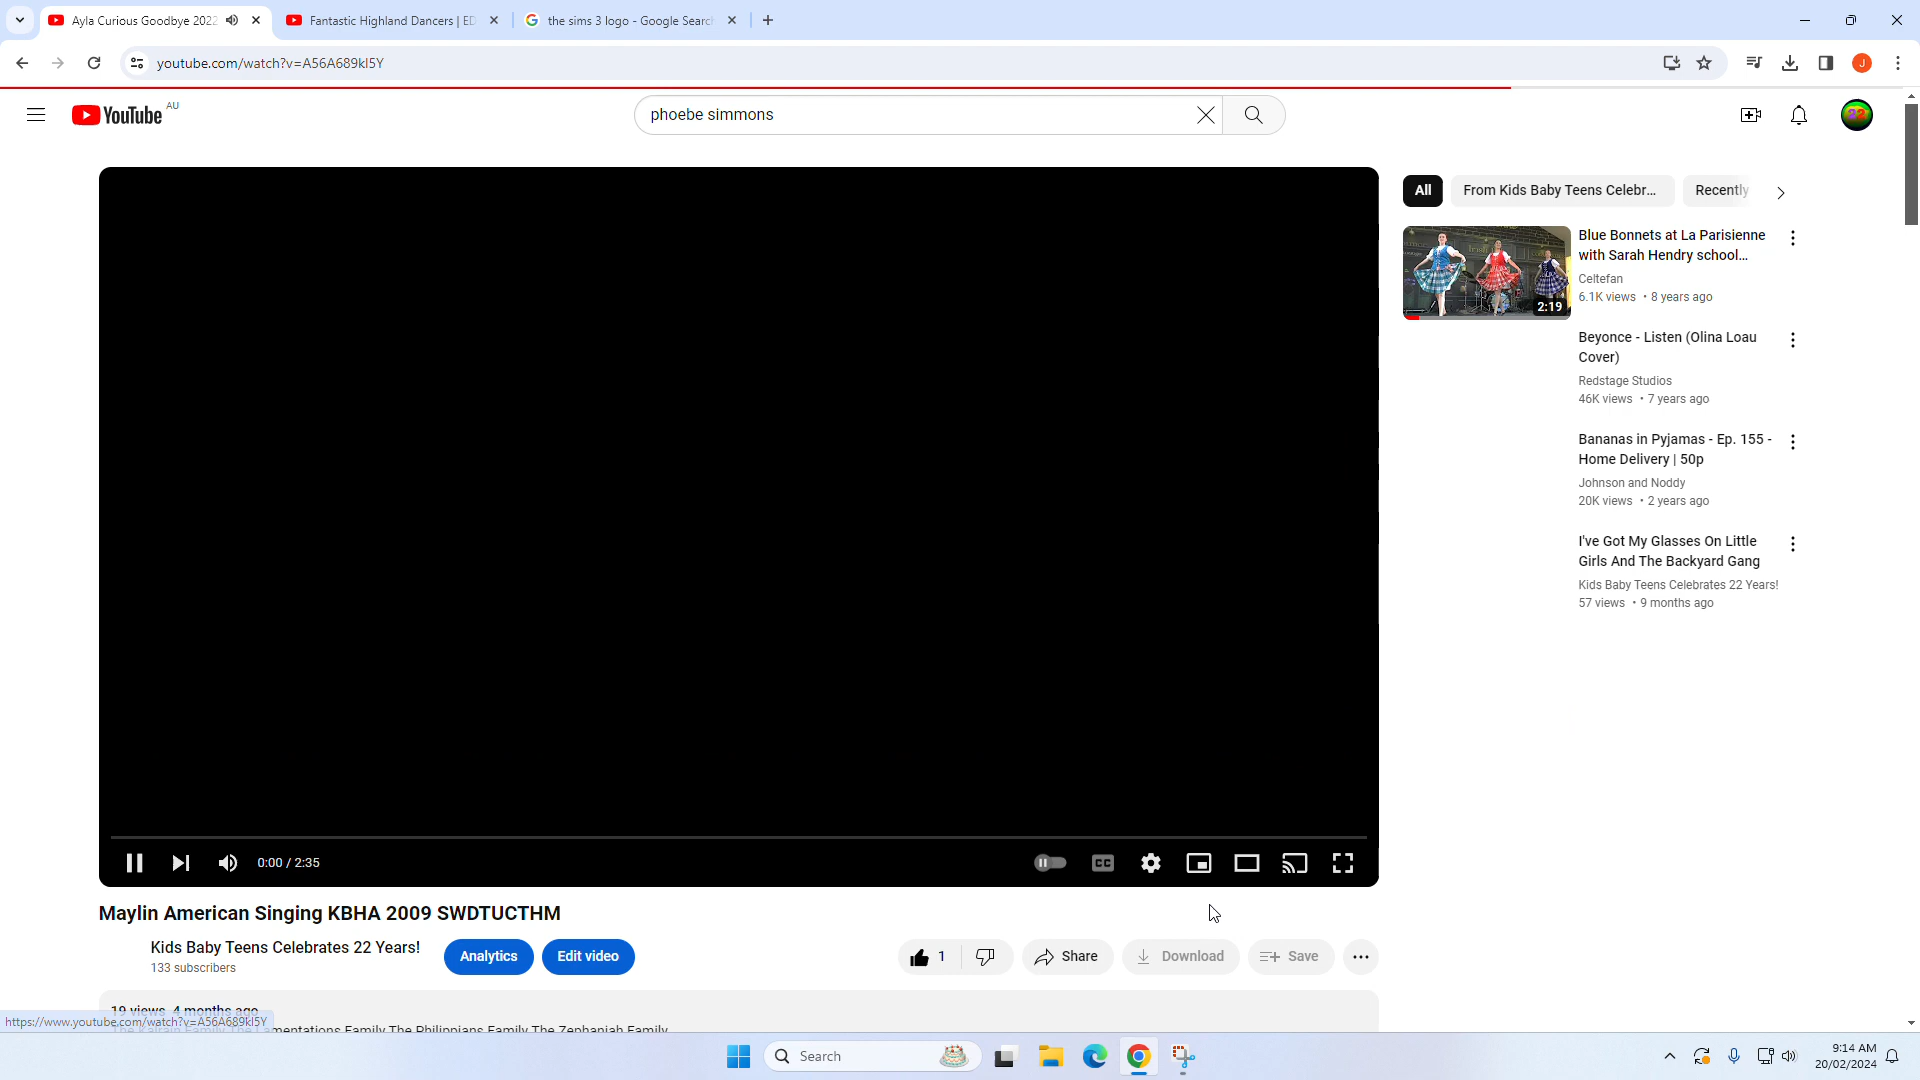 Ayla Curious Goodbye 2022
Fantastic Highland Dancers | ED
the sims 3 logo - Google Search
youtube.com/watch?v=A56A689kI5Y
J
YouTube AU
phoebe simmons
22
All
From Kids Baby Teens Celebr...
Recently
Blue Bonnets at La Parisienne
with Sarah Hendry school...
Celtefan
6.1K views • 8 years ago
2:19
Beyonce - Listen (Olina Loau
Cover)
Redstage Studios
46K views • 7 years ago
Bananas in Pyjamas - Ep. 155 -
Home Delivery | 50p
Johnson and Noddy
20K views • 2 years ago
I've Got My Glasses On Little
Girls And The Backyard Gang
Kids Baby Teens Celebrates 22 Years!
57 views • 9 months ago
0:00 / 2:35
CC
Maylin American Singing KBHA 2009 SWDTUCTHM
Kids Baby Teens Celebrates 22 Years!
133 subscribers
Analytics
Edit video
1
Share
Download
Save
19 views 4 months ago
The Kairain Family The Lamentations Family The Philippians Family The Zephaniah Family
https://www.youtube.com/watch?v=A56A689kI5Y
Search
9:14 AM
20/02/2024